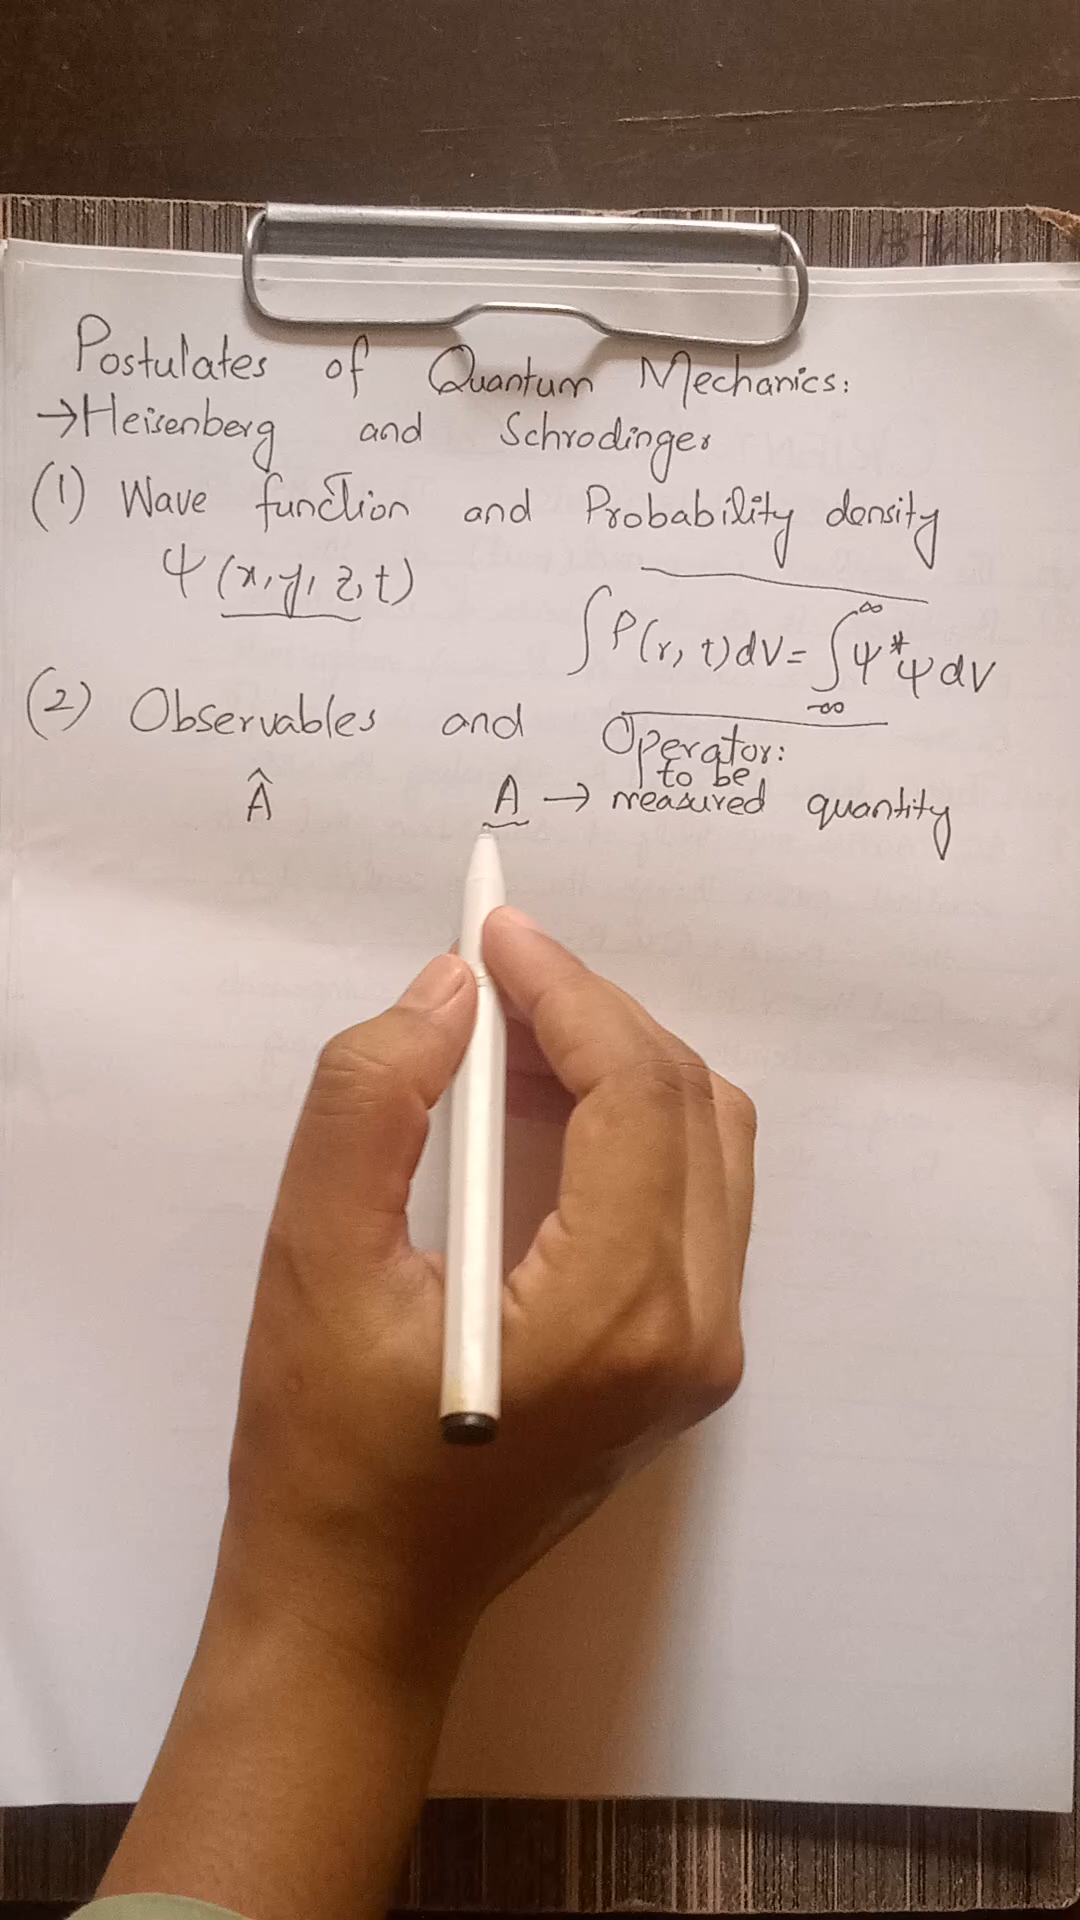 Postulates of Quantum Mechanics:
→Heisenberg and Schrodinger
(1) Wave function and Probability density
Ψ (x, y, z, t)
∫P(r, t)dV = ∫_{-∞}^{∞} Ψ*Ψ dV
(2) Observables and Operator:
Â A → to be measured quantity